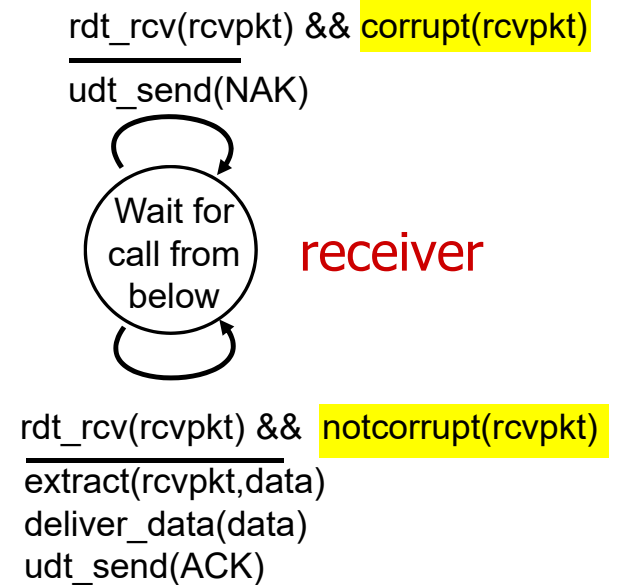 rdt_rcv(rcvpkt) && corrupt(rcvpkt)
udt_send(NAK)
Wait for
call from
below
receiver
rdt_rcv(rcvpkt) && notcorrupt(rcvpkt)
extract(rcvpkt,data)
deliver_data(data)
udt_send(ACK)